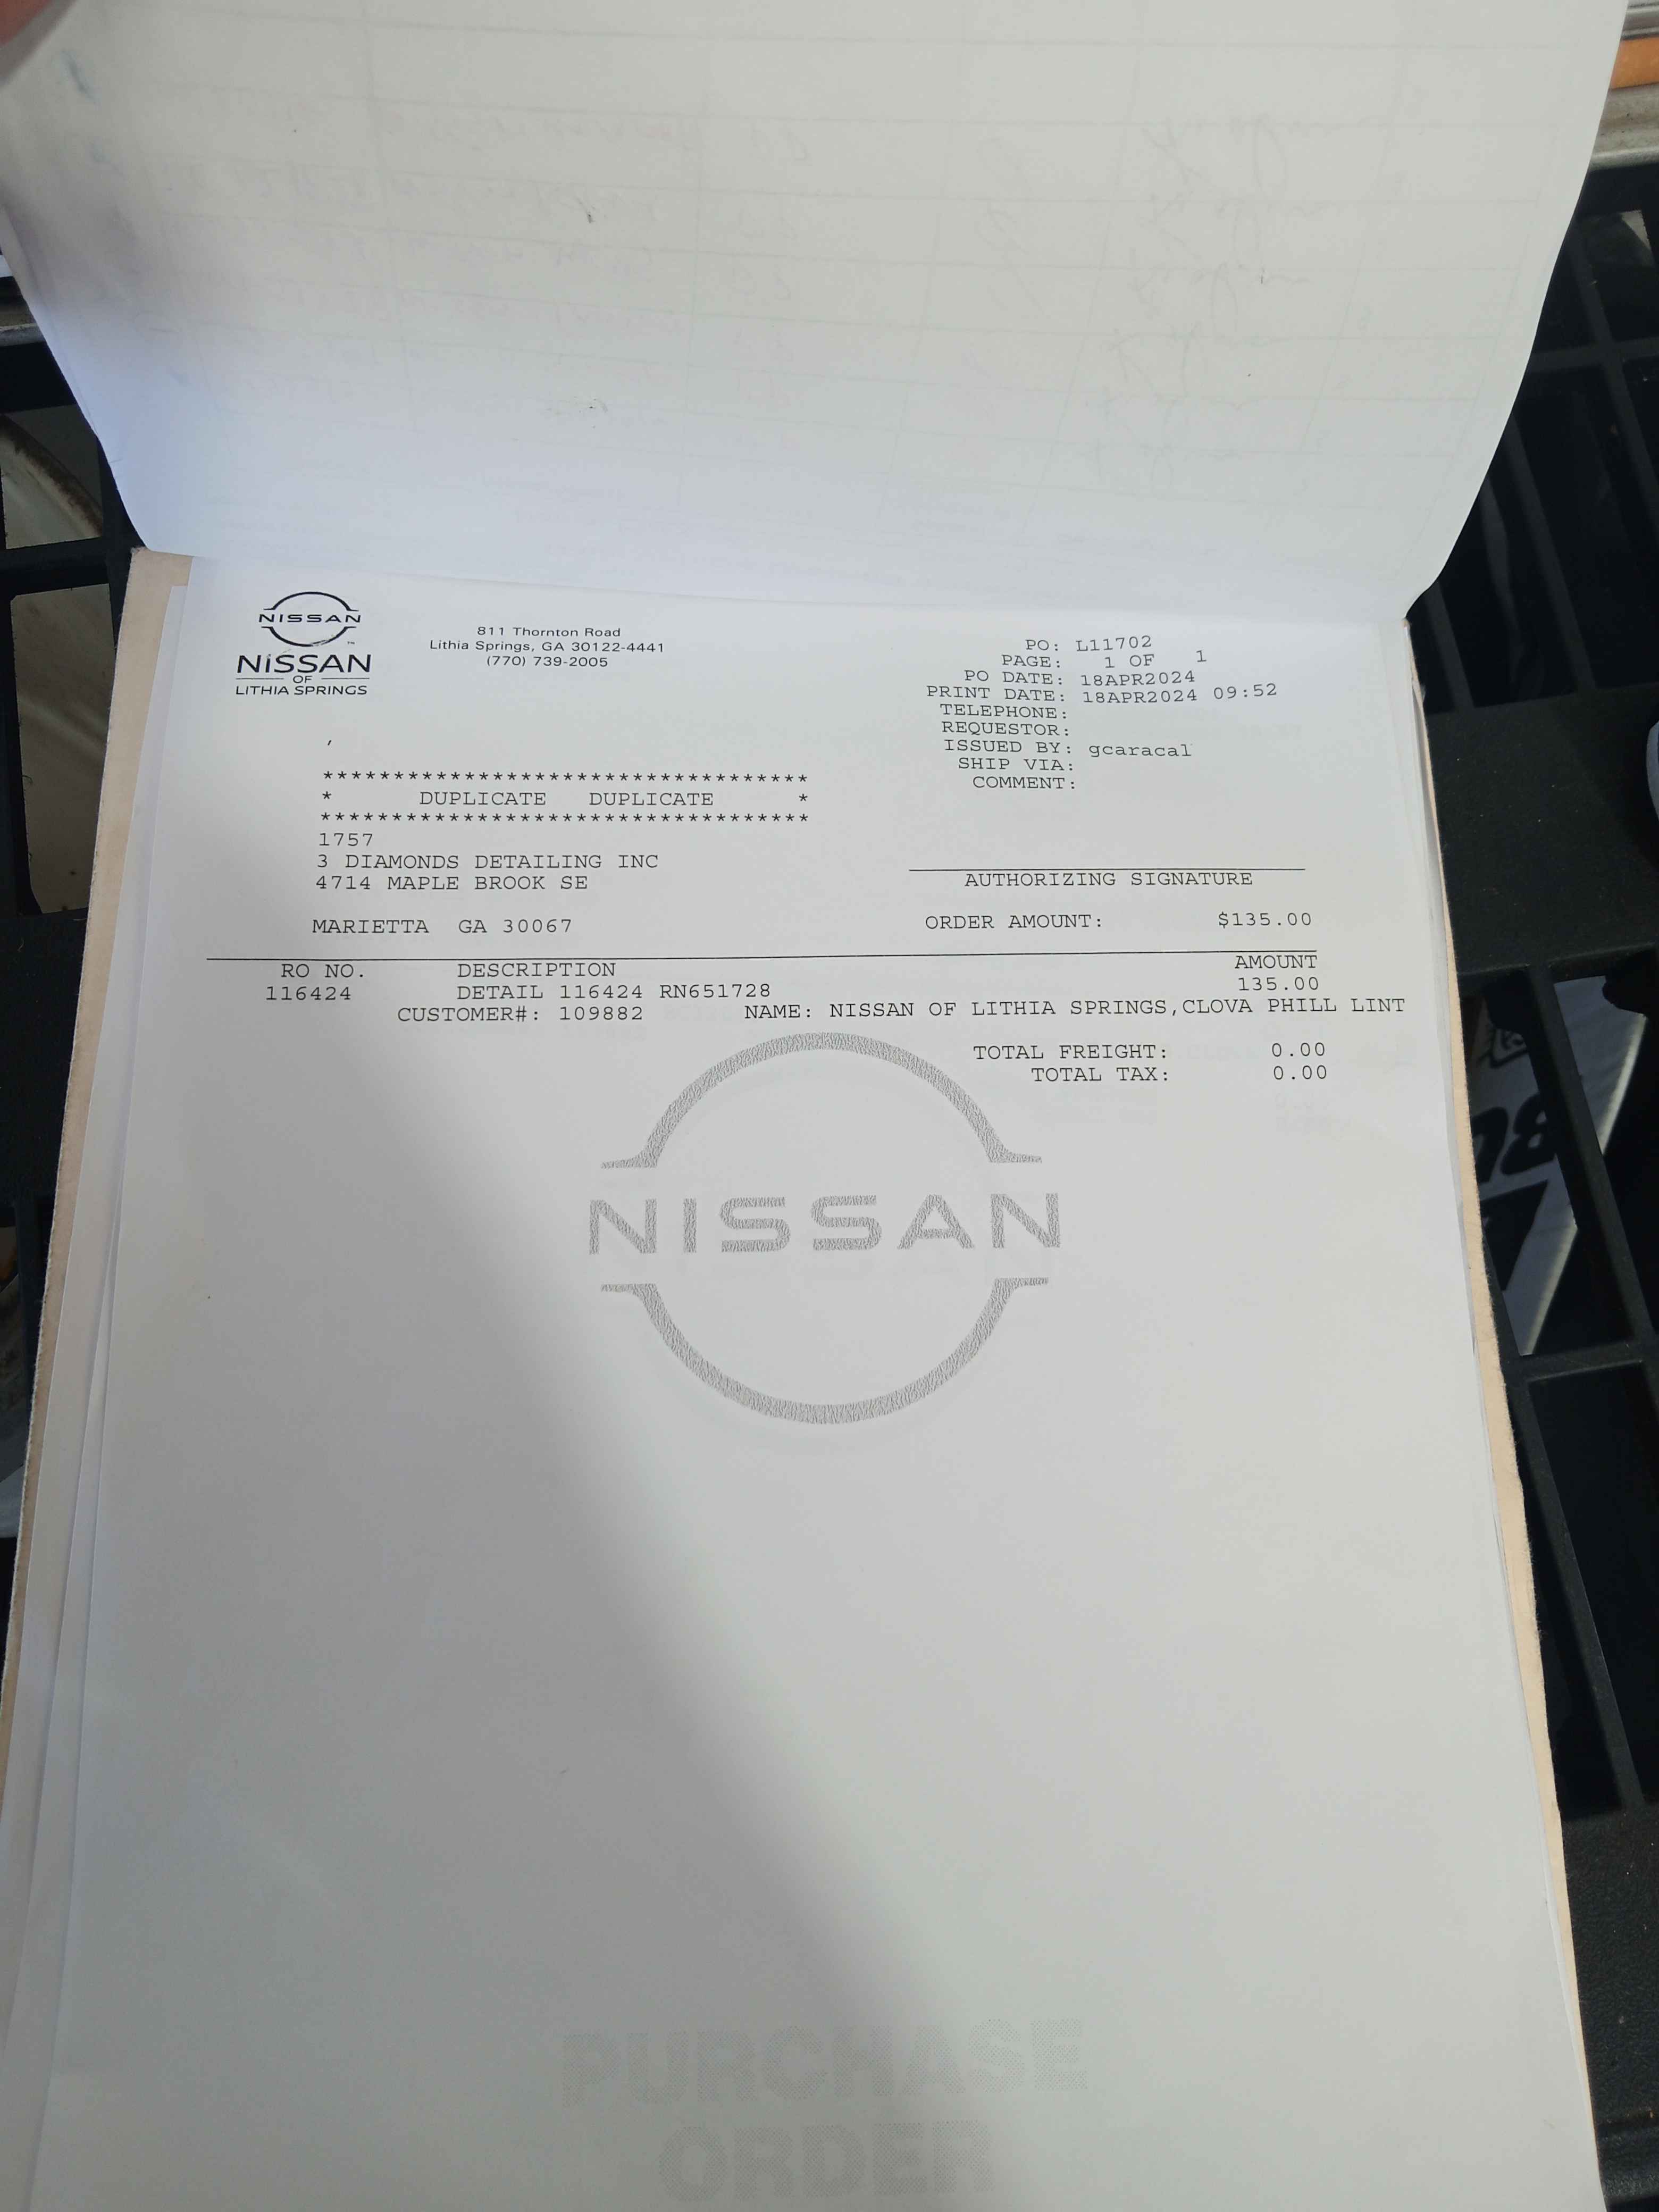 NISSAN
NISSAN
OF
LITHIA SPRINGS
811 Thornton Road
Lithia Springs, GA 30122-4441
(770) 739-2005
PO: L11702
PAGE: 1 OF 1
PO DATE: 18APR2024
PRINT DATE: 18APR2024 09:52
TELEPHONE:
REQUESTOR:
ISSUED BY: gcaracal
SHIP VIA:
COMMENT:
,
***********************************
* DUPLICATE DUPLICATE *
***********************************
1757
3 DIAMONDS DETAILING INC
4714 MAPLE BROOK SE
MARIETTA GA 30067
AUTHORIZING SIGNATURE
ORDER AMOUNT: $135.00
RO NO. DESCRIPTION AMOUNT
116424 DETAIL 116424 RN651728 135.00
CUSTOMER#: 109882 NAME: NISSAN OF LITHIA SPRINGS,CLOVA PHILL LINT
TOTAL FREIGHT: 0.00
TOTAL TAX: 0.00
NISSAN
PURCHASE
ORDER